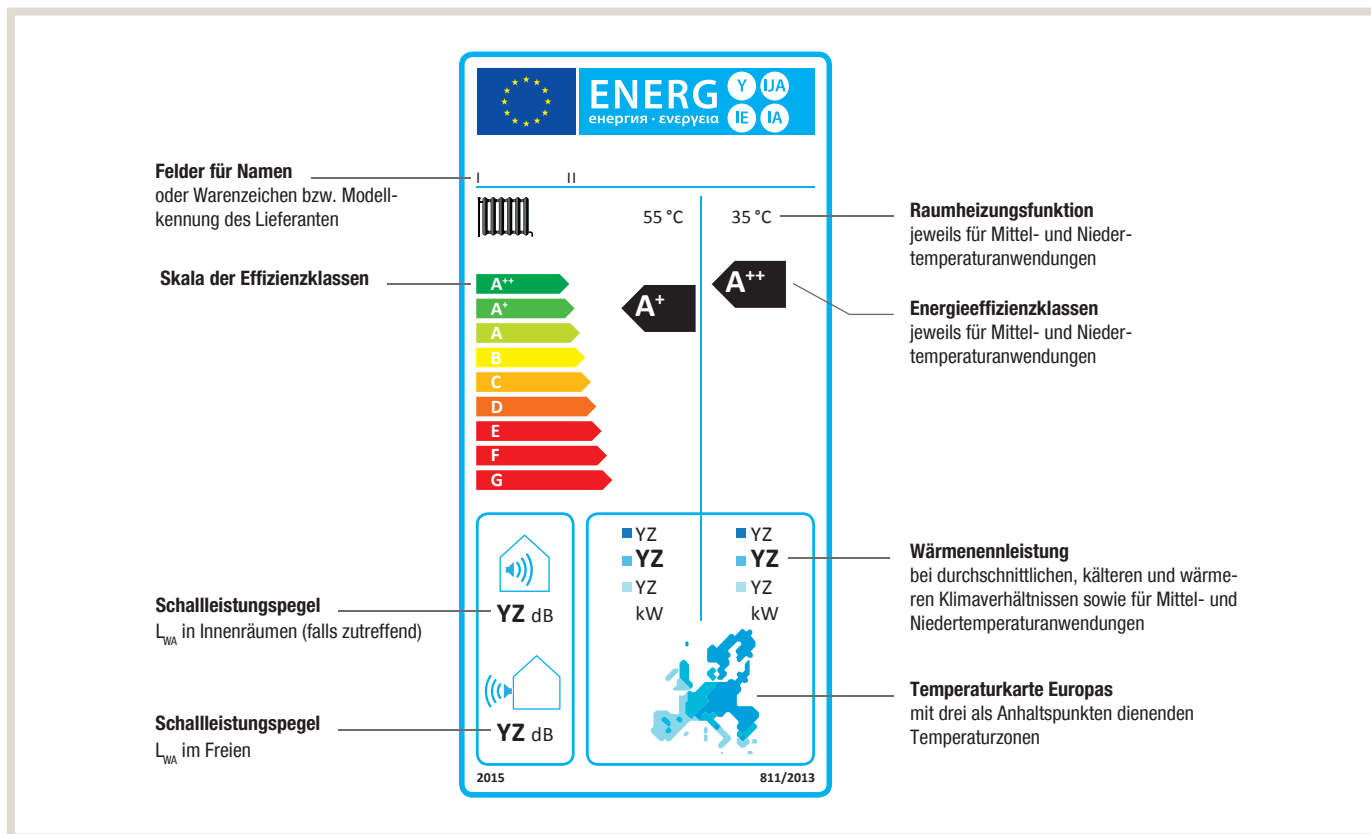 ENERG Y IJA
енергия · ενεργεια IE IA
Felder für Namen
oder Warenzeichen bzw. Modell-
kennung des Lieferanten
I II
55 °C 35 °C
Raumheizungsfunktion
jeweils für Mittel- und Nieder-
temperaturanwendungen
Skala der Effizienzklassen
A++
A+
A
B
C
D
E
F
G
A+
A++
Energieeffizienzklassen
jeweils für Mittel- und Nieder-
temperaturanwendungen
YZ YZ
YZ YZ
YZ YZ
kW kW
Wärmenennleistung
bei durchschnittlichen, kälteren und wärme-
ren Klimaverhältnissen sowie für Mittel- und
Niedertemperaturanwendungen
Schallleistungspegel
LWA in Innenräumen (falls zutreffend)
YZ dB
Temperaturkarte Europas
mit drei als Anhaltspunkten dienenden
Temperaturzonen
Schallleistungspegel
LWA im Freien
YZ dB
2015 811/2013